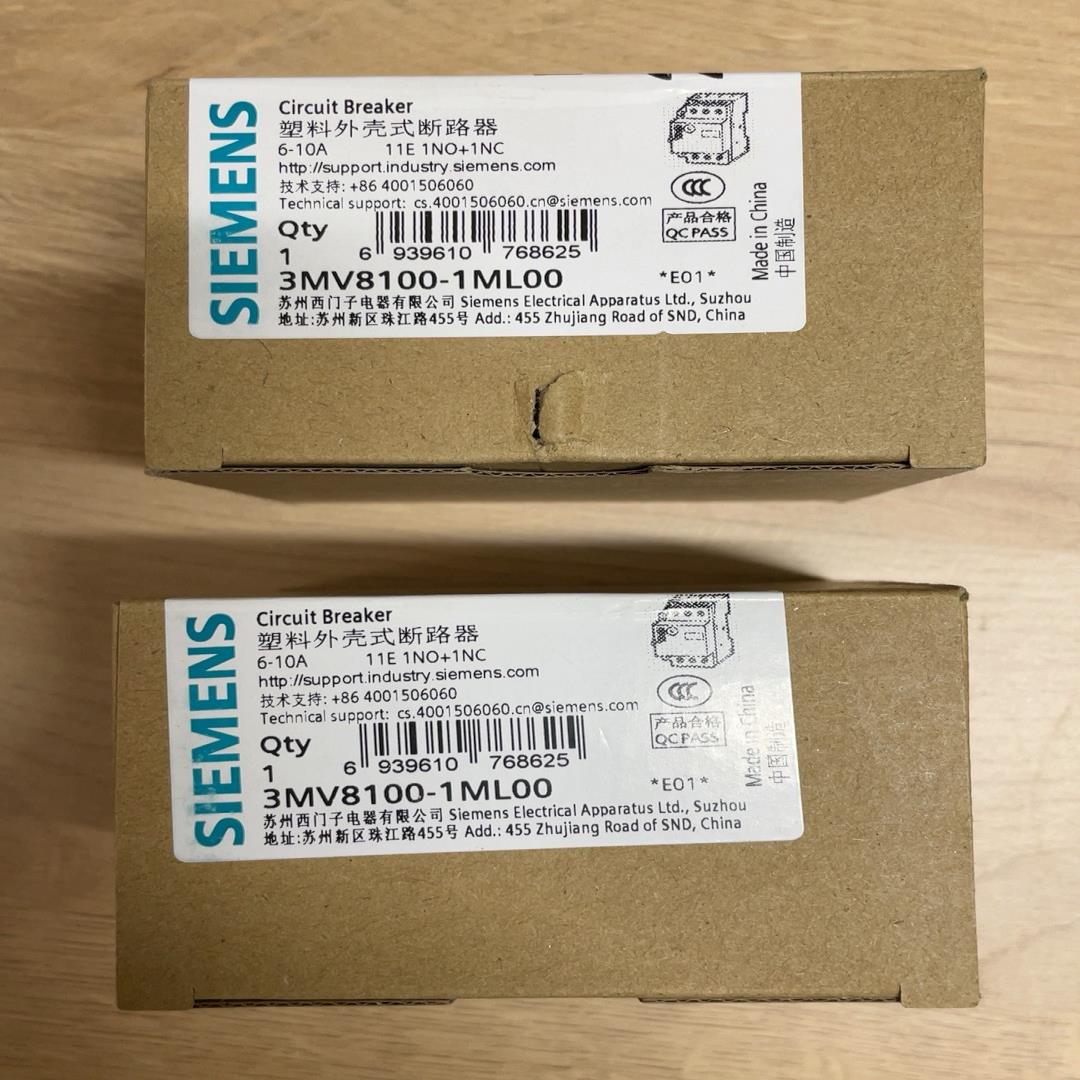 SIEMENS
Circuit Breaker
塑料外壳式断路器
6-10A 11E 1NO+1NC
http://support.industry.siemens.com
技术支持: +86 4001506060
Technical support: cs.4001506060.cn@siemens.com
Qty
1
6 939610 768625
3MV8100-1ML00
*E01*
CCC
产品合格
QC PASS
Made in China
中国制造
苏州西门子电器有限公司 Siemens Electrical Apparatus Ltd., Suzhou
地址:苏州新区珠江路455号 Add.: 455 Zhujiang Road of SND, China
SIEMENS
Circuit Breaker
塑料外壳式断路器
6-10A 11E 1NO+1NC
http://support.industry.siemens.com
技术支持: +86 4001506060
Technical support: cs.4001506060.cn@siemens.com
Qty
1
6 939610 768625
3MV8100-1ML00
*E01*
CCC
产品合格
QC PASS
Made in China
中国制造
苏州西门子电器有限公司 Siemens Electrical Apparatus Ltd., Suzhou
地址:苏州新区珠江路455号 Add.: 455 Zhujiang Road of SND, China